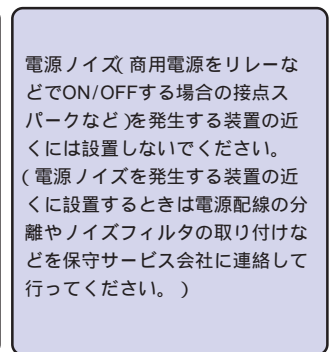 電源ノイズ(商用電源をリレーな
どでON/OFFする場合の接点ス
パークなど)を発生する装置の近
くには設置しないでください。
(電源ノイズを発生する装置の近
くに設置するときは電源配線の分
離やノイズフィルタの取り付けな
どを保守サービス会社に連絡して
行ってください。)